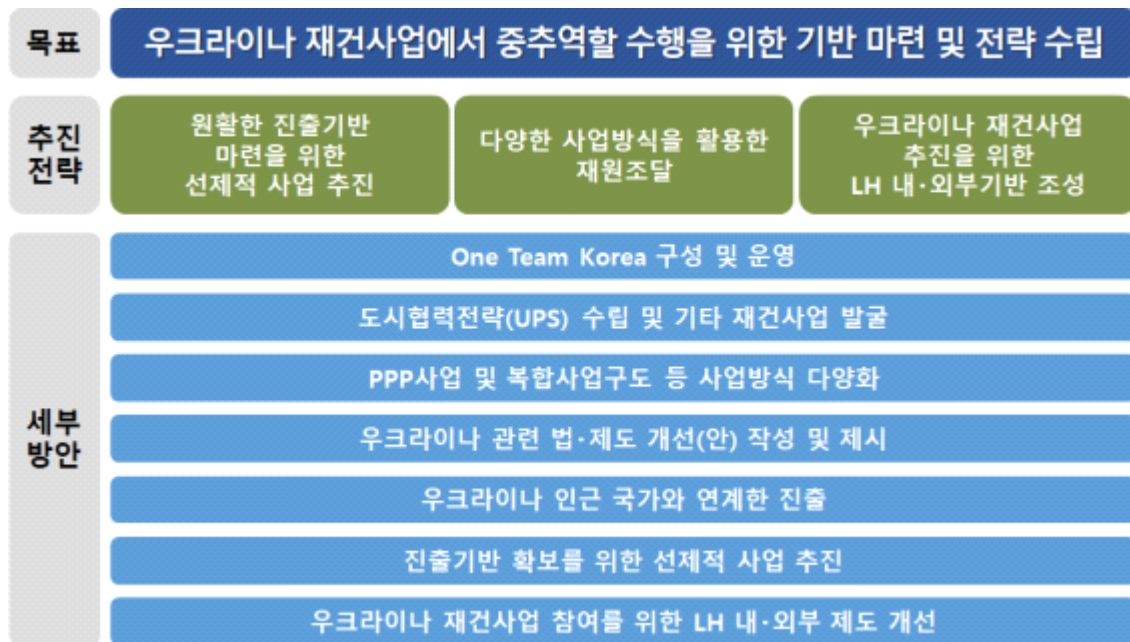 목표
우크라이나 재건사업에서 중추역할 수행을 위한 기반 마련 및 전략 수립
추진
전략
원활한 진출기반
마련을 위한
선제적 사업 추진
다양한 사업방식을 활용한
재원조달
우크라이나 재건사업
추진을 위한
LH 내·외부기반 조성
세부
방안
One Team Korea 구성 및 운영
도시협력전략(UPS) 수립 및 기타 재건사업 발굴
PPP사업 및 복합사업구도 등 사업방식 다양화
우크라이나 관련 법·제도 개선(안) 작성 및 제시
우크라이나 인근 국가와 연계한 진출
진출기반 확보를 위한 선제적 사업 추진
우크라이나 재건사업 참여를 위한 LH 내·외부 제도 개선